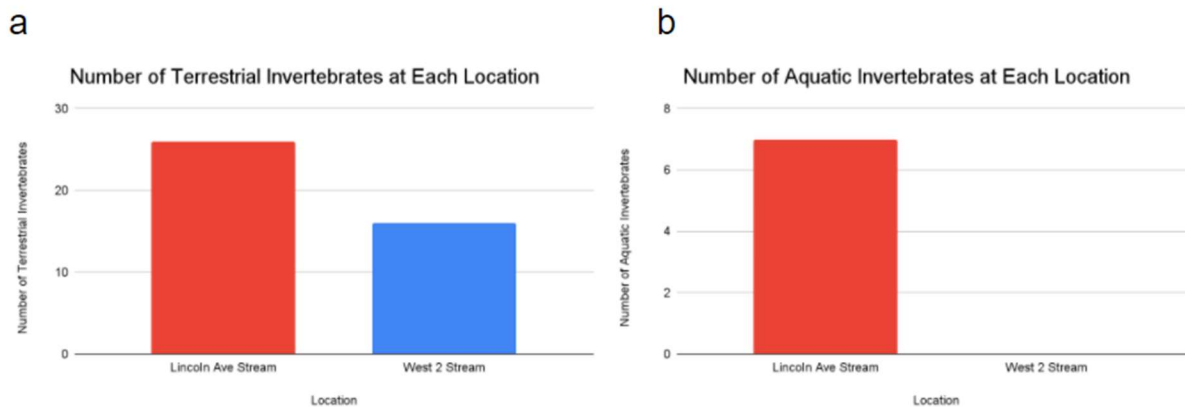 a
Number of Terrestrial Invertebrates at Each Location
Number of Terrestrial Invertebrates
30
20
10
0
Lincoln Ave Stream West 2 Stream
Location
b
Number of Aquatic Invertebrates at Each Location
Number of Aquatic Invertebrates
8
6
4
2
0
Lincoln Ave Stream West 2 Stream
Location